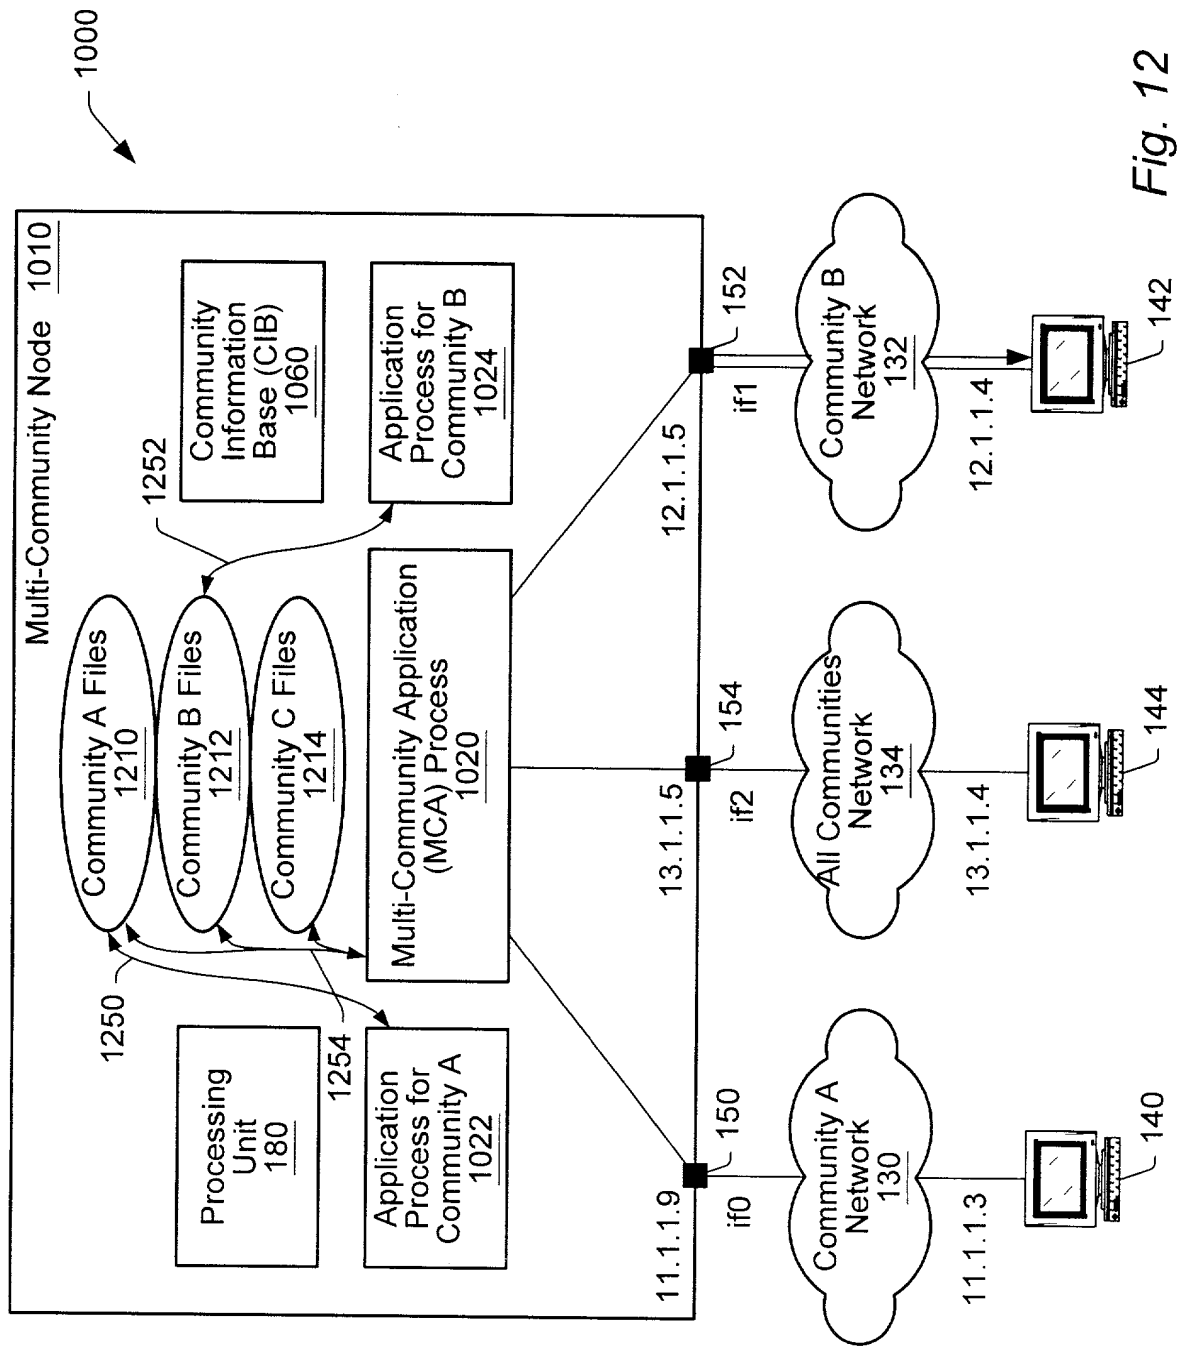 1000
Multi-Community Node 1010
Community A Files
1210
Community B Files
1212
Community C Files
1214
1250
1252
1254
Processing
Unit
180
Community
Information
Base (CIB)
1060
Application
Process for
Community A
1022
Multi-Community Application
(MCA) Process
1020
Application
Process for
Community B
1024
11.1.1.9
13.1.1.5
12.1.1.5
150
154
152
if0
if2
if1
Community A
Network
130
All Communities
Network
134
Community B
Network
132
11.1.1.3
13.1.1.4
12.1.1.4
140
144
142
Fig. 12